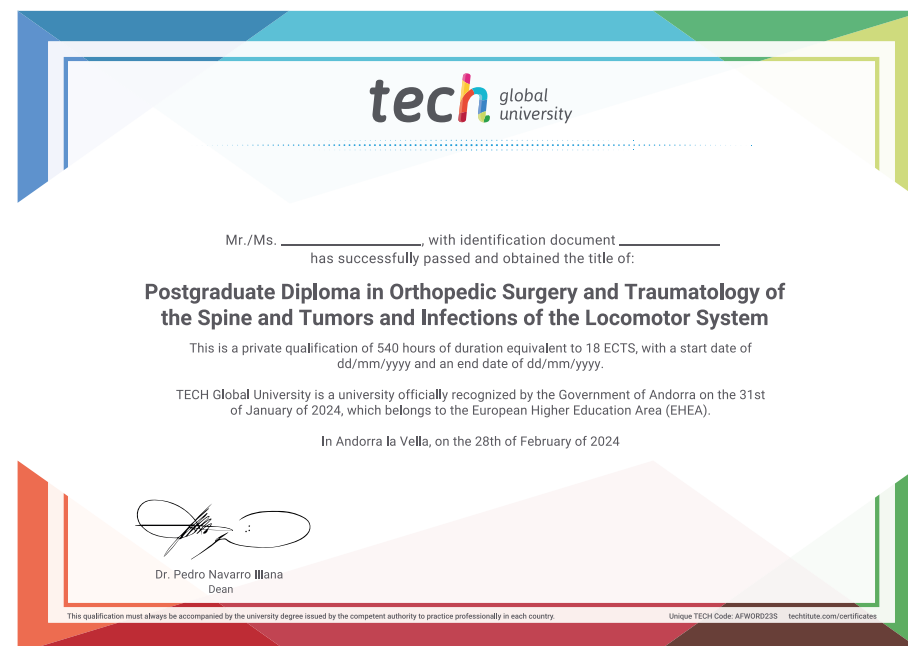 tech global
university
Mr./Ms. ____________, with identification document ____________
has successfully passed and obtained the title of:
Postgraduate Diploma in Orthopedic Surgery and Traumatology of
the Spine and Tumors and Infections of the Locomotor System
This is a private qualification of 540 hours of duration equivalent to 18 ECTS, with a start date of
dd/mm/yyyy and an end date of dd/mm/yyyy.
TECH Global University is a university officially recognized by the Government of Andorra on the 31st
of January of 2024, which belongs to the European Higher Education Area (EHEA).
In Andorra la Vella, on the 28th of February of 2024
Dr. Pedro Navarro Illana
Dean
This qualification must always be accompanied by the university degree issued by the competent authority to practice professionally in each country.
Unique TECH Code: AFWORD23S techtitute.com/certificates